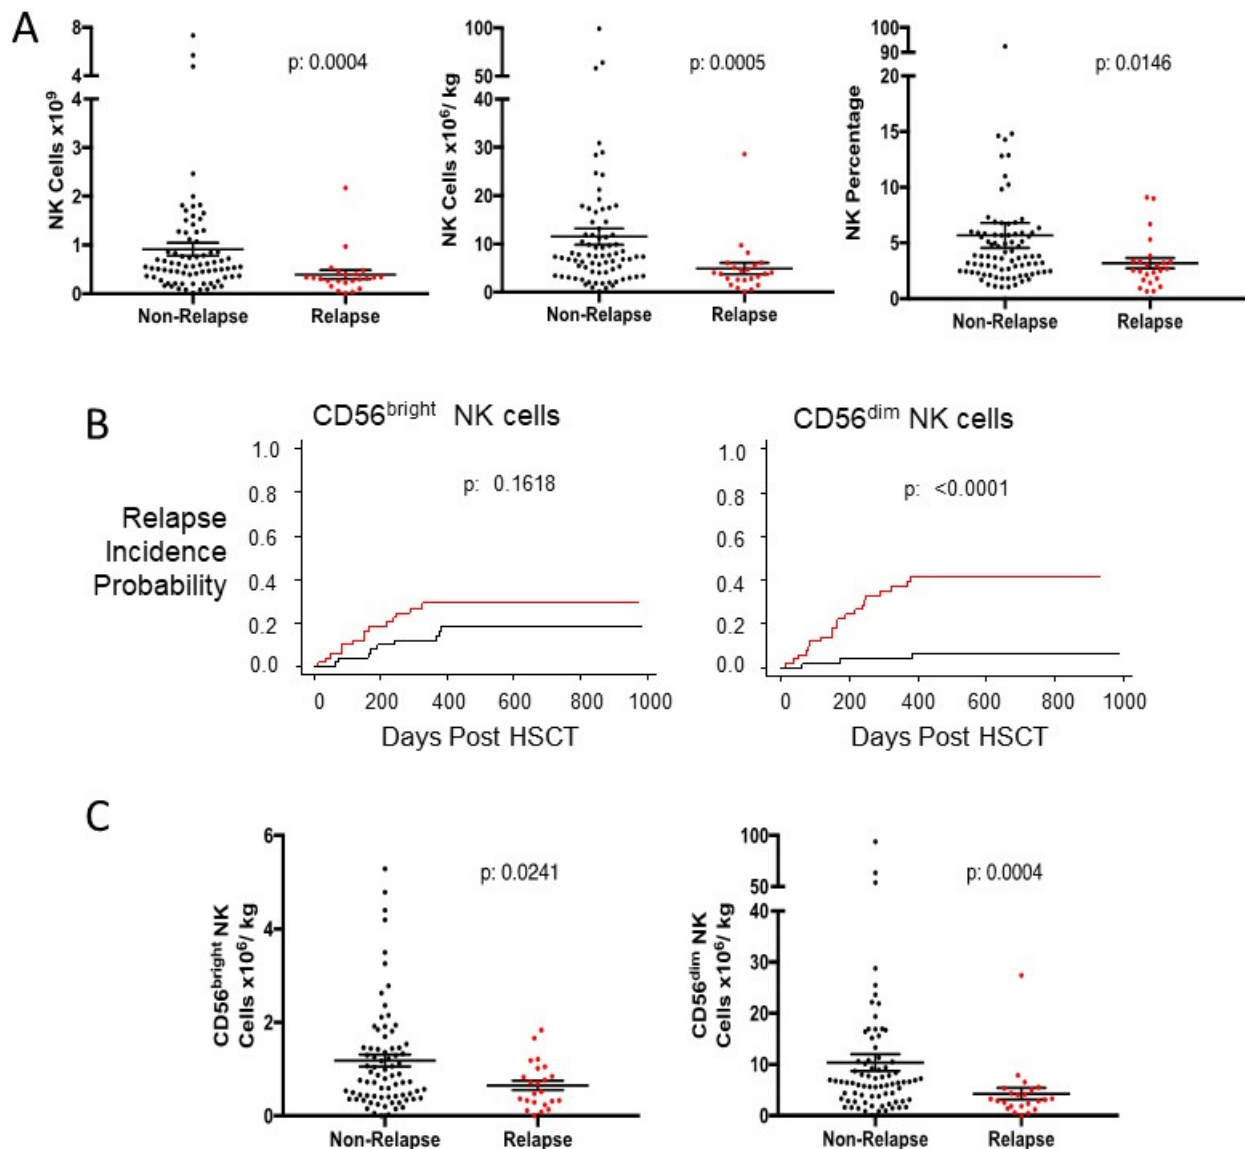 A
NK Cells x10⁹
8
4
4
3
2
1
0
p: 0.0004
Non-Relapse Relapse
NK Cells x10⁶/ kg
100
50
40
30
20
10
0
p: 0.0005
Non-Relapse Relapse
NK Percentage
100
90
20
15
10
5
0
p: 0.0146
Non-Relapse Relapse
B
Relapse
Incidence
Probability
CD56ᵇʳⁱᵍʰᵗ NK cells
p: 0.1618
1.0
0.8
0.6
0.4
0.2
0.0
0 200 400 600 800 1000
Days Post HSCT
CD56ᵈⁱᵐ NK cells
p: <0.0001
1.0
0.8
0.6
0.4
0.2
0.0
0 200 400 600 800 1000
Days Post HSCT
C
CD56ᵇʳⁱᵍʰᵗ NK
Cells x10⁶/ kg
6
4
2
0
p: 0.0241
Non-Relapse Relapse
CD56ᵈⁱᵐ NK
Cells x10⁶/ kg
100
50
40
30
20
10
0
p: 0.0004
Non-Relapse Relapse